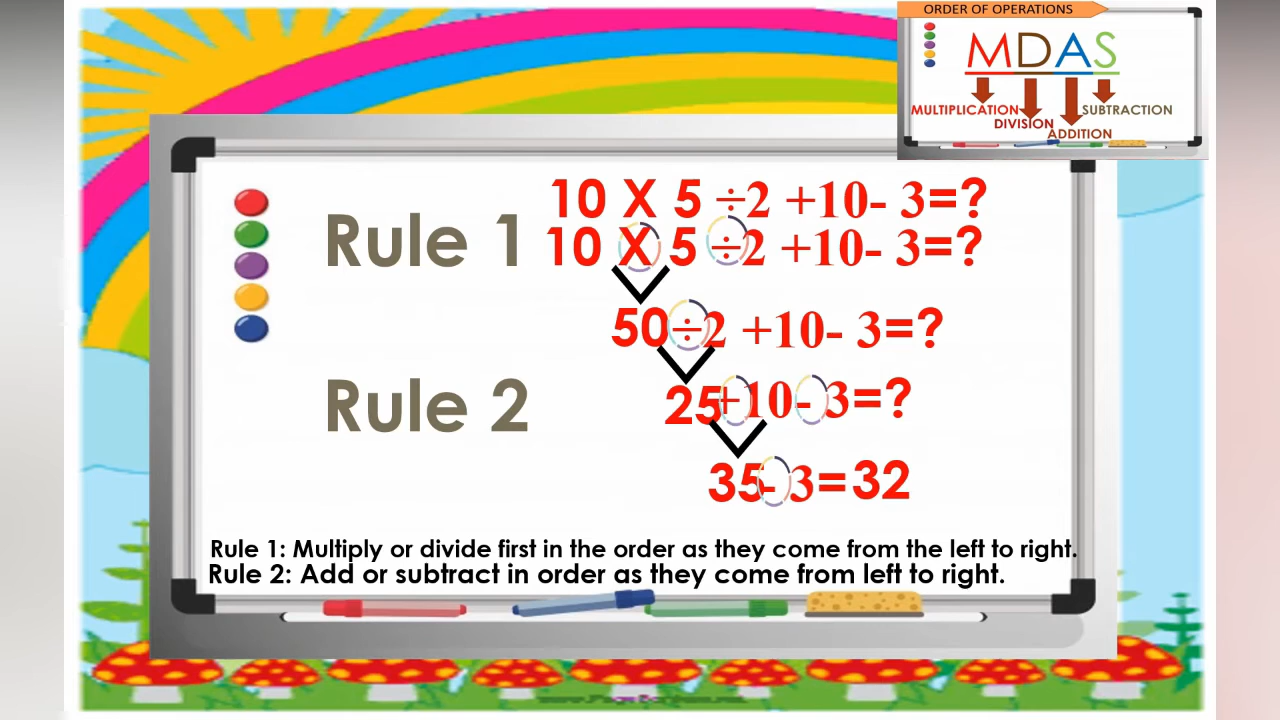 ORDER OF OPERATIONS
MDAS
MULTIPLICATION
SUBTRACTION
DIVISION
ADDITION
10 X 5 ÷2 +10- 3=?
Rule 1
10 X 5 ÷2 +10- 3=?
50÷2 +10- 3=?
Rule 2
25+10- 3=?
35- 3=32
Rule 1: Multiply or divide first in the order as they come from the left to right.
Rule 2: Add or subtract in order as they come from left to right.